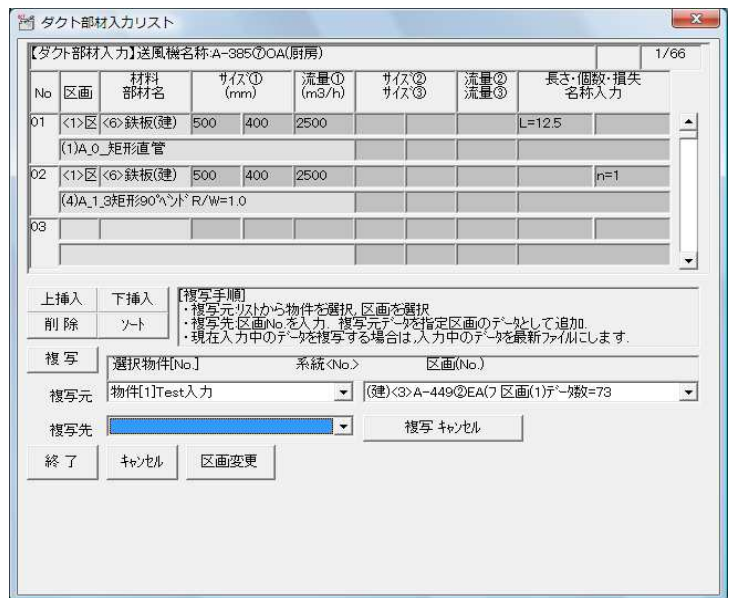 ダクト部材入力リスト
【ダクト部材入力】送風機名称:A-385⑦OA(厨房) 1/66
No 区画 材料 部材名 サイズ① (mm) 流量① (m3/h) サイズ② サイズ③ 流量② 流量③ 長さ・個数・損失 名称入力
01 <1>区 <6>鉄板(建) 500 400 2500 L=12.5
(1)A_0_矩形直管
02 <1>区 <6>鉄板(建) 500 400 2500 n=1
(4)A_1_3矩形90°ベンド R/W=1.0
03
上挿入 下挿入
削 除 ソート
[複写手順]
・複写元:リストから物件を選択, 区画を選択
・複写先:区画No.を入力. 複写元データを指定区画のデータとして追加.
・現在入力中のデータを複写する場合は,入力中のデータを最新ファイルにします.
複 写 選択物件[No.] 系統<No.> 区画(No.)
複写元 物件[1]Test入力 (建)<3>A-449②EA(フ 区画(1)データ数=73
複写先 複写 キャンセル
終 了 キャンセル 区画変更